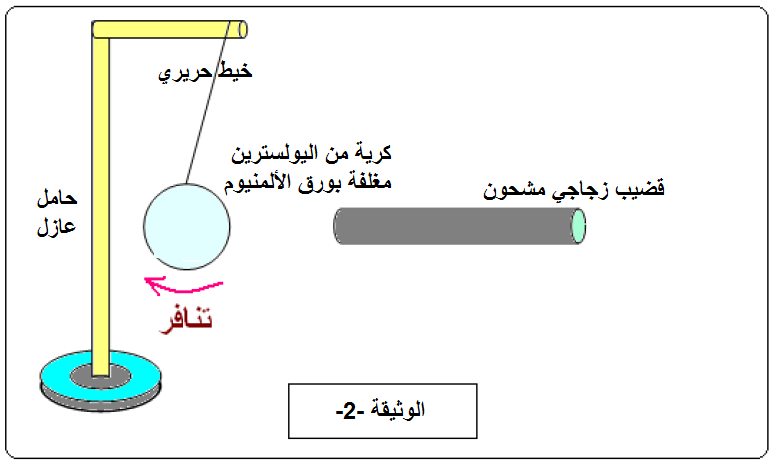 خيط حريري
كرية من اليولسترين
مغلفة بورق الألمنيوم
قضيب زجاجي مشحون
حامل
عازل
تنافر
الوثيقة -2-